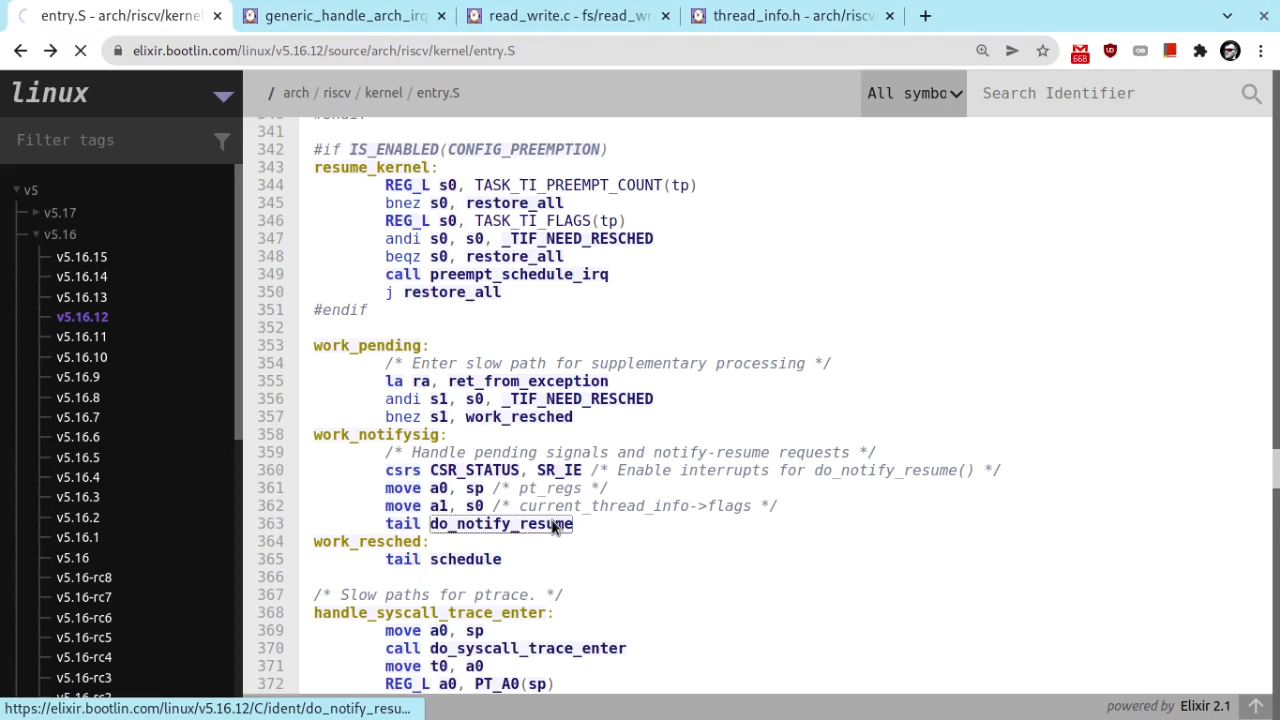 entry.S - arch/riscv/kernel
generic_handle_arch_irq
read_write.c - fs/read_wr
thread_info.h - arch/riscv
elixir.bootlin.com/linux/v5.16.12/source/arch/riscv/kernel/entry.S
668
linux
/ arch / riscv / kernel / entry.S
All symbo
Search Identifier
Filter tags
v5
v5.17
v5.16
v5.16.15
v5.16.14
v5.16.13
v5.16.12
v5.16.11
v5.16.10
v5.16.9
v5.16.8
v5.16.7
v5.16.6
v5.16.5
v5.16.4
v5.16.3
v5.16.2
v5.16.1
v5.16
v5.16-rc8
v5.16-rc7
v5.16-rc6
v5.16-rc5
v5.16-rc4
v5.16-rc3
v5.16-rc2
340 #endif
341
342 #if IS_ENABLED(CONFIG_PREEMPTION)
343 resume_kernel:
344 REG_L s0, TASK_TI_PREEMPT_COUNT(tp)
345 bnez s0, restore_all
346 REG_L s0, TASK_TI_FLAGS(tp)
347 andi s0, s0, _TIF_NEED_RESCHED
348 beqz s0, restore_all
349 call preempt_schedule_irq
350 j restore_all
351 #endif
352
353 work_pending:
354 /* Enter slow path for supplementary processing */
355 la ra, ret_from_exception
356 andi s1, s0, _TIF_NEED_RESCHED
357 bnez s1, work_resched
358 work_notifysig:
359 /* Handle pending signals and notify-resume requests */
360 csrs CSR_STATUS, SR_IE /* Enable interrupts for do_notify_resume() */
361 move a0, sp /* pt_regs */
362 move a1, s0 /* current_thread_info->flags */
363 tail do_notify_resume
364 work_resched:
365 tail schedule
366
367 /* Slow paths for ptrace. */
368 handle_syscall_trace_enter:
369 move a0, sp
370 call do_syscall_trace_enter
371 move t0, a0
372 REG_L a0, PT_A0(sp)
https://elixir.bootlin.com/linux/v5.16.12/C/ident/do_notify_resu...
powered by Elixir 2.1